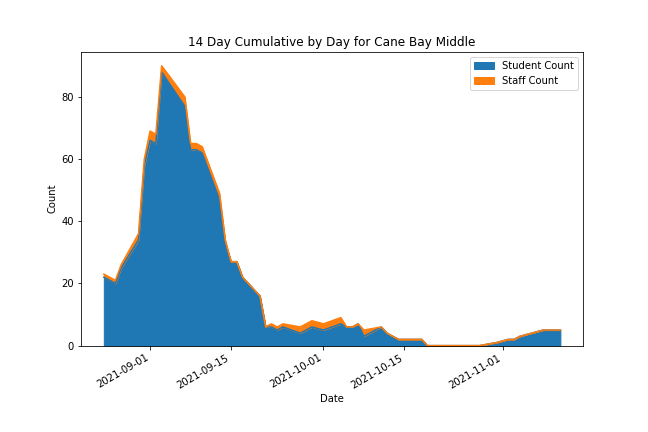 14 Day Cumulative by Day for Cane Bay Middle
Student Count
Staff Count
Count
80
60
40
20
0
2021-09-01
2021-09-15
2021-10-01
2021-10-15
2021-11-01
Date